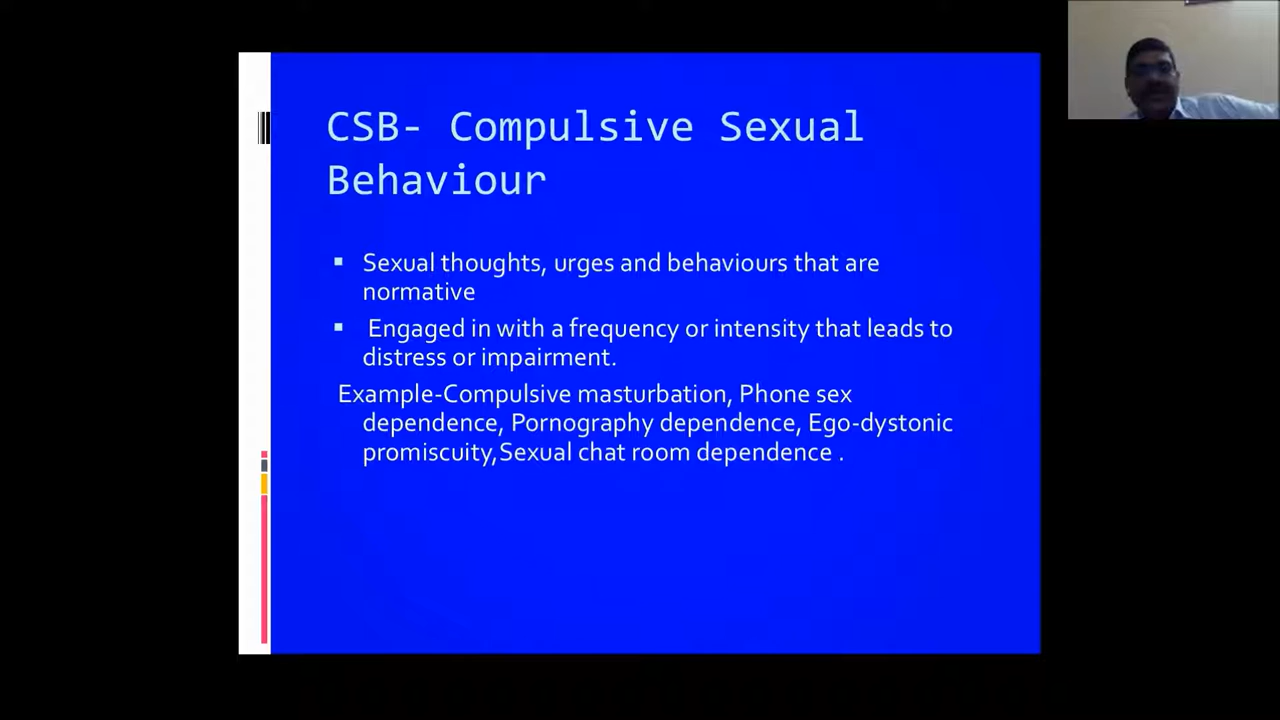 CSB- Compulsive Sexual
Behaviour
Sexual thoughts, urges and behaviours that are
normative
Engaged in with a frequency or intensity that leads to
distress or impairment.
Example-Compulsive masturbation, Phone sex
dependence, Pornography dependence, Ego-dystonic
promiscuity,Sexual chat room dependence .